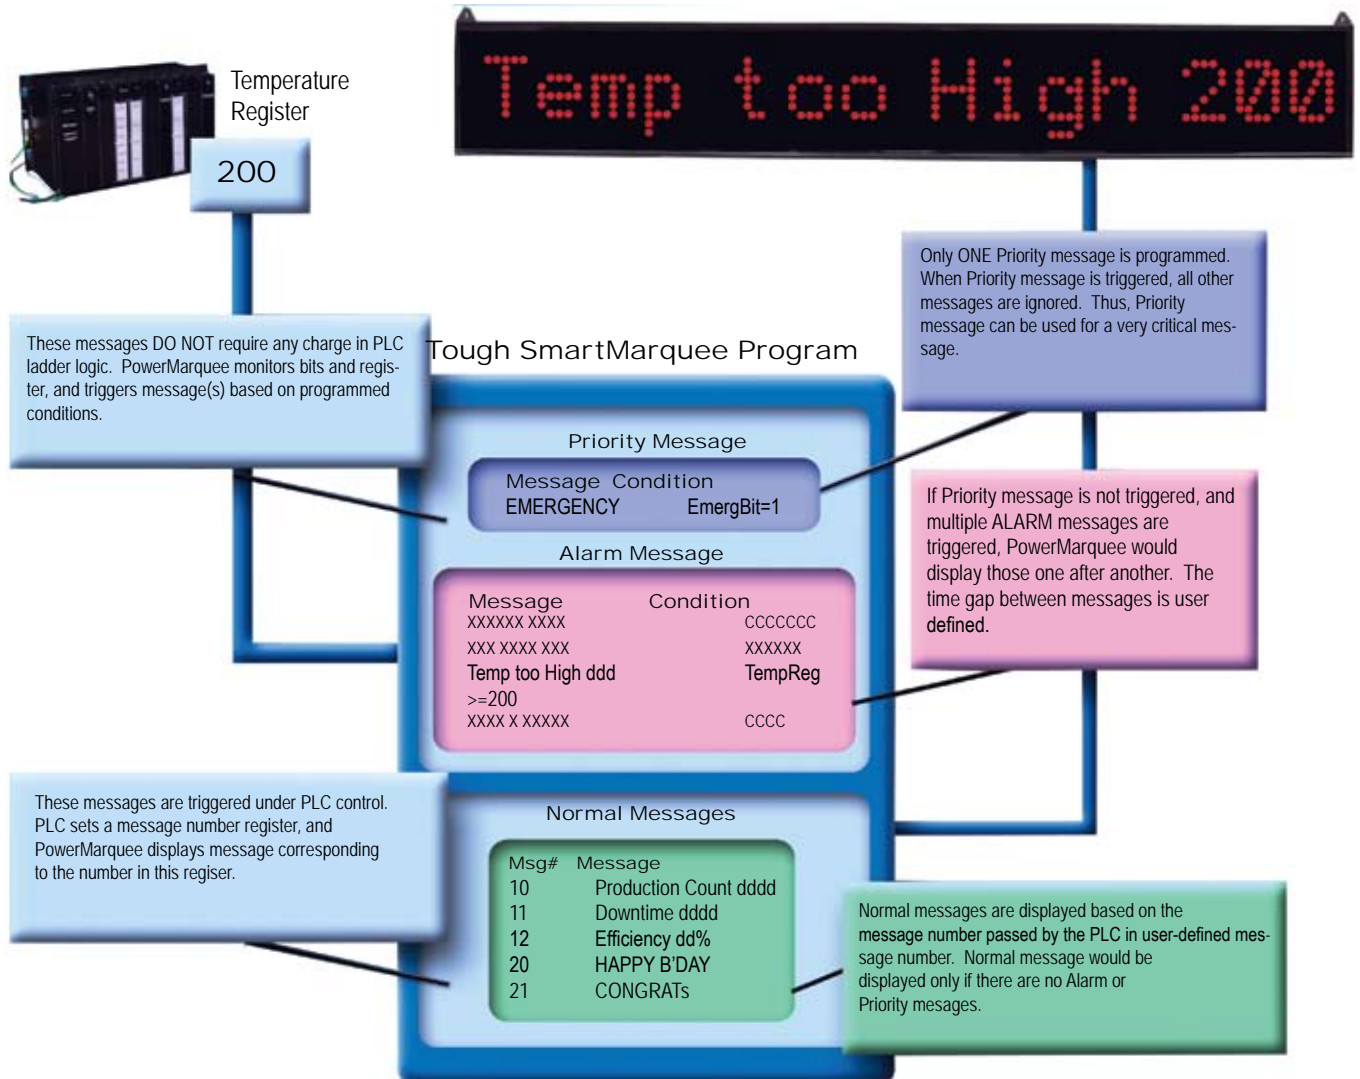 Temperature
Register
200
Temp too High 200
Only ONE Priority message is programmed.
When Priority message is triggered, all other
messages are ignored. Thus, Priority
message can be used for a very critical mes-
sage.
These messages DO NOT require any charge in PLC
ladder logic. PowerMarquee monitors bits and regis-
ter, and triggers message(s) based on programmed
conditions.
Tough SmartMarquee Program
Priority Message
Message Condition
EMERGENCY EmergBit=1
If Priority message is not triggered, and
multiple ALARM messages are
triggered, PowerMarquee would
display those one after another. The
time gap between messages is user
defined.
Alarm Message
Message Condition
XXXXXX XXXX CCCCCCC
XXX XXXX XXX XXXXXX
Temp too High ddd TempReg
>=200
XXXX X XXXXX CCCC
These messages are triggered under PLC control.
PLC sets a message number register, and
PowerMarquee displays message corresponding
to the number in this regiser.
Normal Messages
Msg# Message
10 Production Count dddd
11 Downtime dddd
12 Efficiency dd%
20 HAPPY B'DAY
21 CONGRATs
Normal messages are displayed based on the
message number passed by the PLC in user-defined mes-
sage number. Normal message would be
displayed only if there are no Alarm or
Priority mesages.